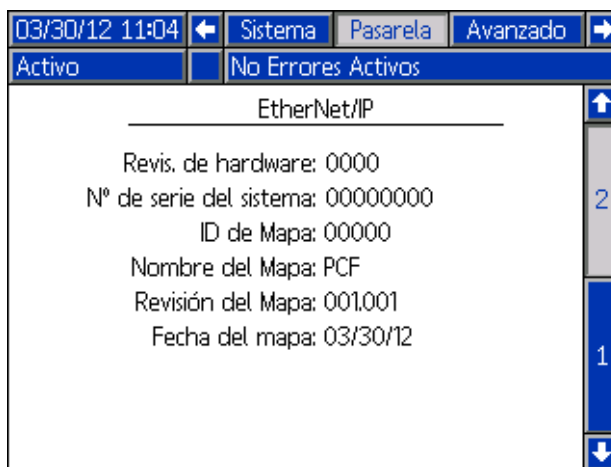 03/30/12 11:04 Sistema Pasarela Avanzado
Activo No Errores Activos
EtherNet/IP
Revis. de hardware: 0000
Nº de serie del sistema: 00000000
ID de Mapa: 00000
Nombre del Mapa: PCF
Revisión del Mapa: 001.001
Fecha del mapa: 03/30/12
2
1